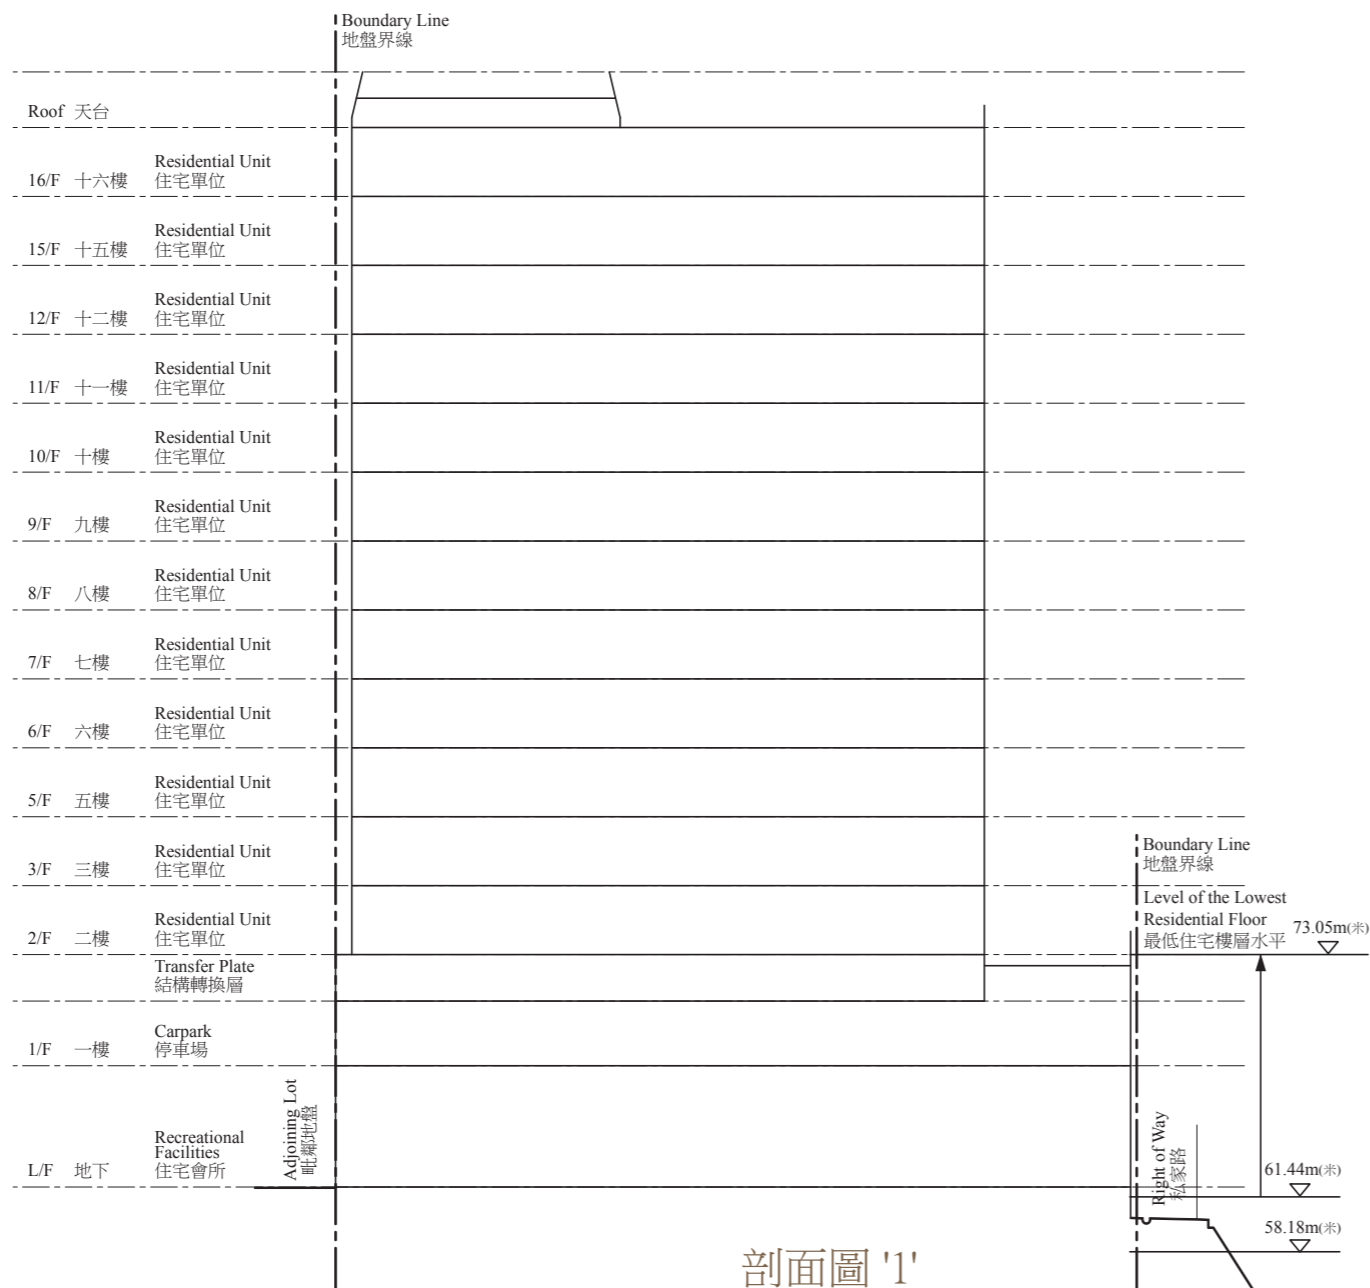 Boundary Line
地盤界線
Roof 天台
Residential Unit
16/F 十六樓 住宅單位
Residential Unit
15/F 十五樓 住宅單位
Residential Unit
12/F 十二樓 住宅單位
Residential Unit
11/F 十一樓 住宅單位
Residential Unit
10/F 十樓 住宅單位
Residential Unit
9/F 九樓 住宅單位
Residential Unit
8/F 八樓 住宅單位
Residential Unit
7/F 七樓 住宅單位
Residential Unit
6/F 六樓 住宅單位
Residential Unit
5/F 五樓 住宅單位
Residential Unit
3/F 三樓 住宅單位
Boundary Line
地盤界線
Level of the Lowest
Residential Floor
最低住宅樓層水平 73.05m(米)
Residential Unit
2/F 二樓 住宅單位
Transfer Plate
結構轉換層
Carpark
1/F 一樓 停車場
Adjoining Lot
毗鄰地盤
Recreational
Facilities
L/F 地下 住宅會所
Right of Way
私家路
61.44m(米)
58.18m(米)
剖面圖 '1'